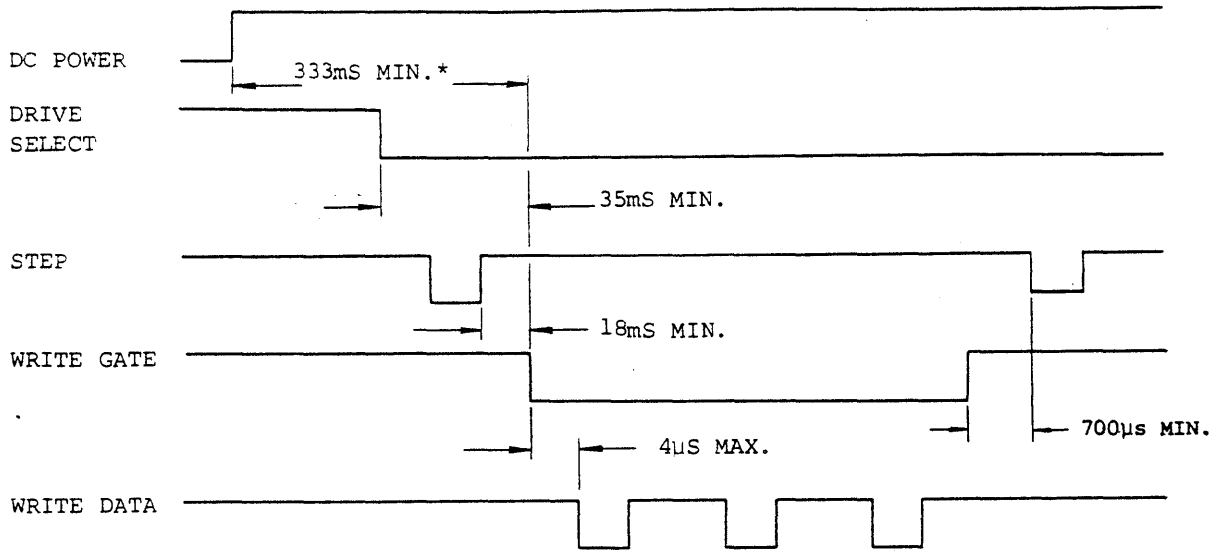 DC POWER
333mS MIN.*
DRIVE
SELECT
35mS MIN.
STEP
18mS MIN.
WRITE GATE
700µs MIN.
4µS MAX.
WRITE DATA